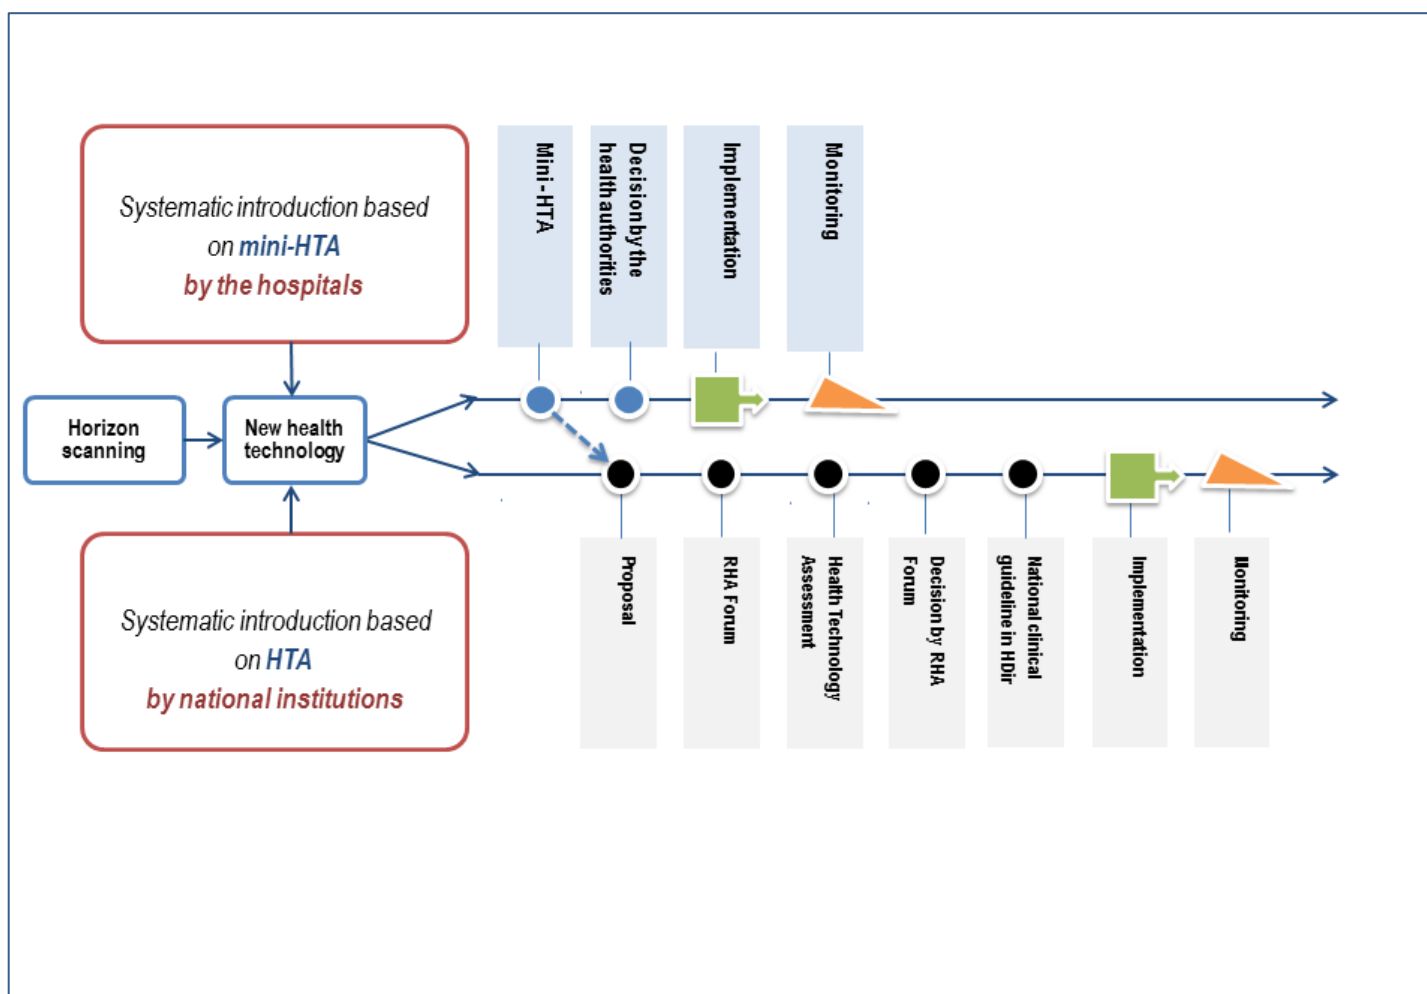 Systematic introduction based
on mini-HTA
by the hospitals
Mini - HTA
Decision by the
health authorities
Implementation
Monitoring
Horizon
scanning
New health
technology
Systematic introduction based
on HTA
by national institutions
Proposal
RHA Forum
Health Technology
Assessment
Decision by RHA
Forum
National clinical
guideline in HDir
Implementation
Monitoring